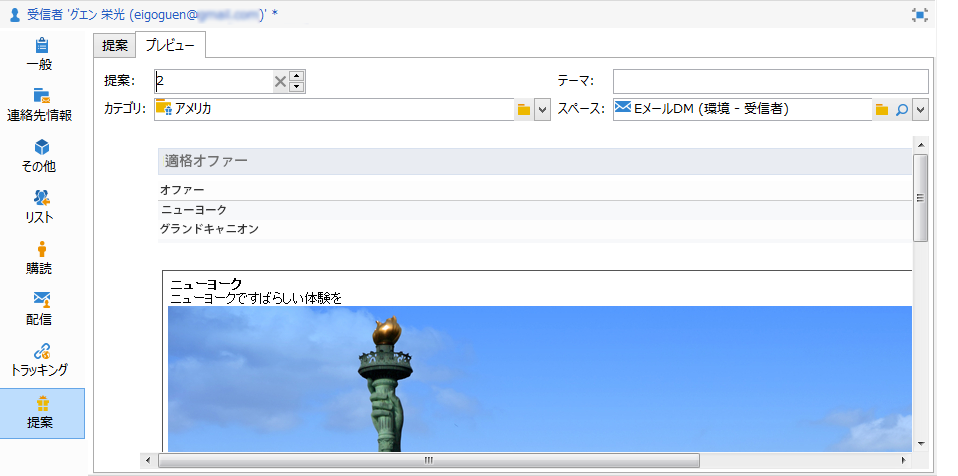 受信者 'グエン 栄光 (eigoguen@ )' *
一般
連絡先情報
その他
リスト
購読
配信
トラッキング
提案
提案 プレビュー
提案: 2 テーマ:
カテゴリ: アメリカ スペース: EメールDM (環境 - 受信者)
適格オファー
オファー
ニューヨーク
グランドキャニオン
ニューヨーク
ニューヨークですばらしい体験を